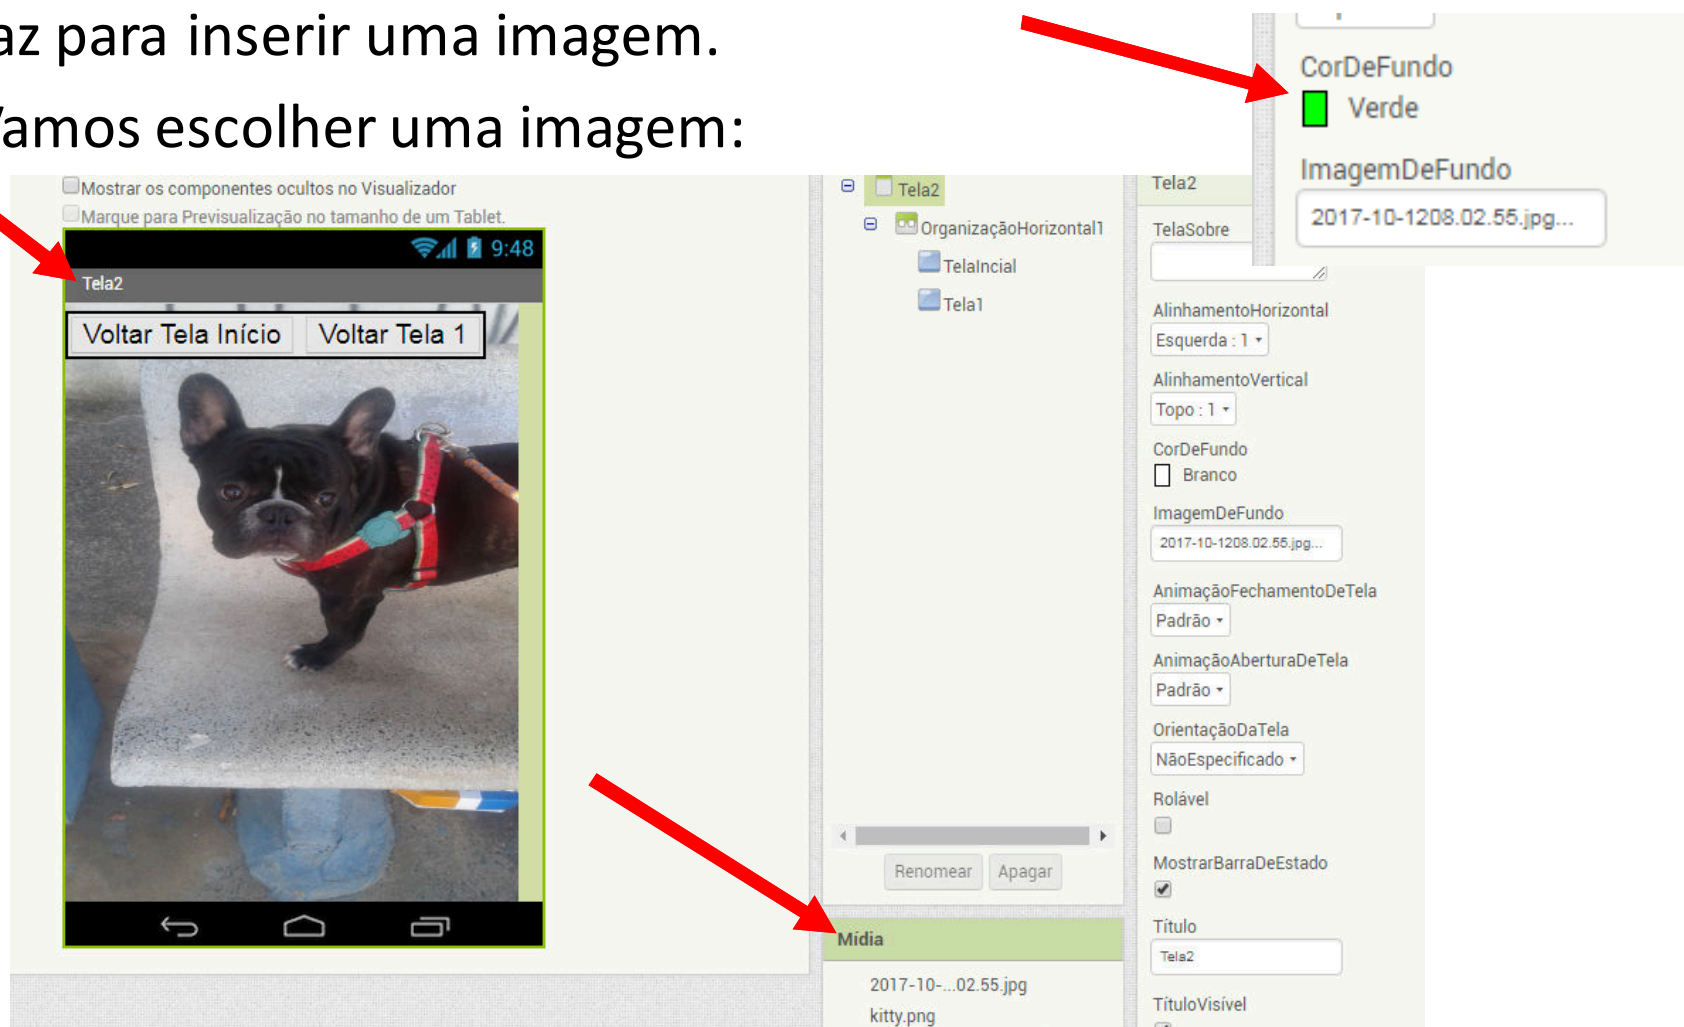 az para inserir uma imagem.
Vamos escolher uma imagem:
CorDeFundo
Verde
ImagemDeFundo
2017-10-1208.02.55.jpg...
Mostrar os componentes ocultos no Visualizador
Marque para Previsualização no tamanho de um Tablet.
9:48
Tela2
Voltar Tela Início
Voltar Tela 1
Tela2
OrganizaçãoHorizontal1
TelaIncial
Tela1
Renomear
Apagar
Mídia
2017-10-...02.55.jpg
kitty.png
Tela2
TelaSobre
AlinhamentoHorizontal
Esquerda : 1
AlinhamentoVertical
Topo : 1
CorDeFundo
Branco
ImagemDeFundo
2017-10-1208.02.55.jpg...
AnimaçãoFechamentoDeTela
Padrão
AnimaçãoAberturaDeTela
Padrão
OrientaçãoDaTela
NãoEspecificado
Rolável
MostrarBarraDeEstado
Título
Tela2
TítuloVisível